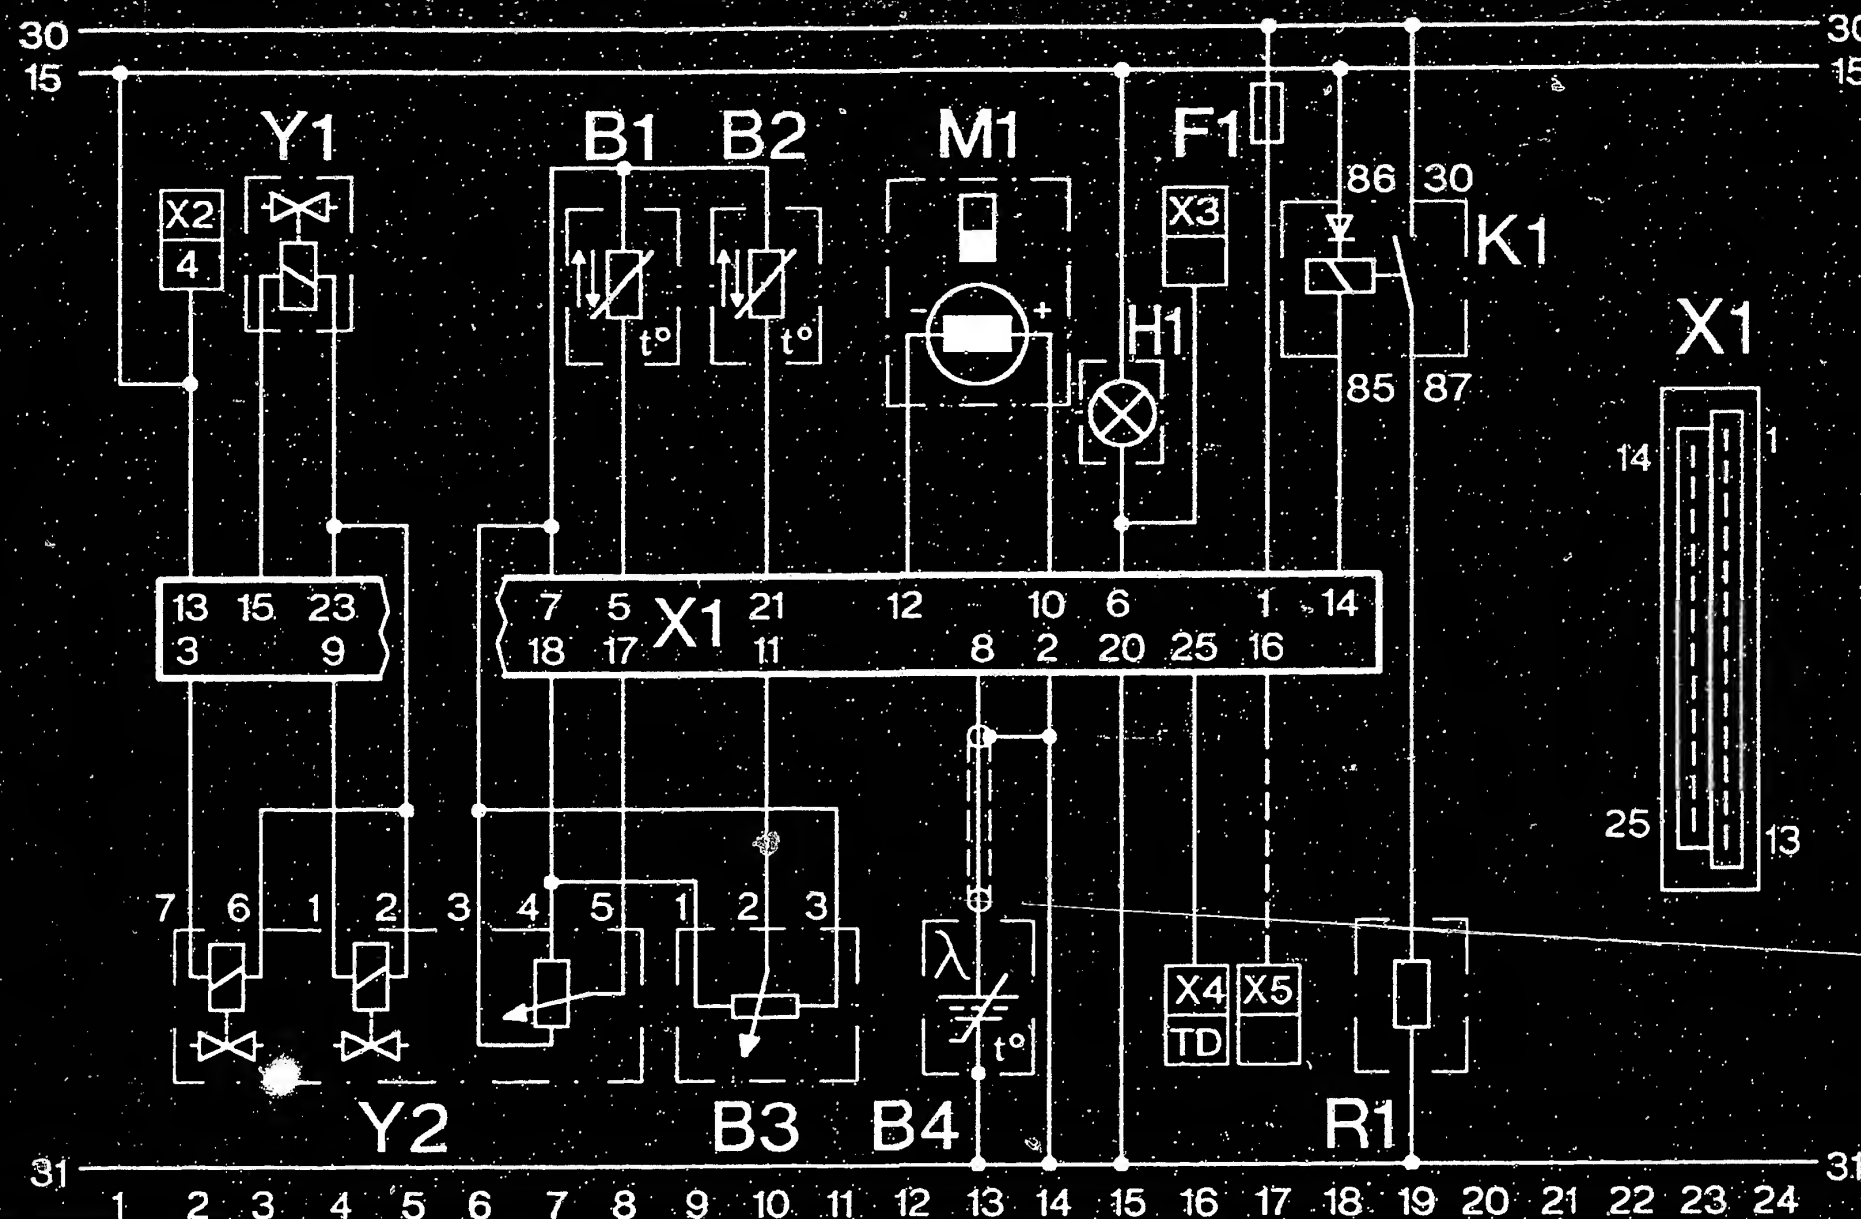 30 30
15 15
Y1 B1 B2 M1 F1
86 30
X2 X3
K1
4
- + H1
X1
t° t°
85 87
14 1
13 15 23 7 5 X1 21 12 10 6 1 14
3 9 18 17 11 8 2 20 25 16
25 13
7 6 1 2 3 4 5 1 2 3
λ
X4 X5
TD
t°
Y2 B3 B4 R1
31 31
1 2 3 4 5 6 7 8 9 10 11 12 13 14 15 16 17 18 19 20 21 22 23 24